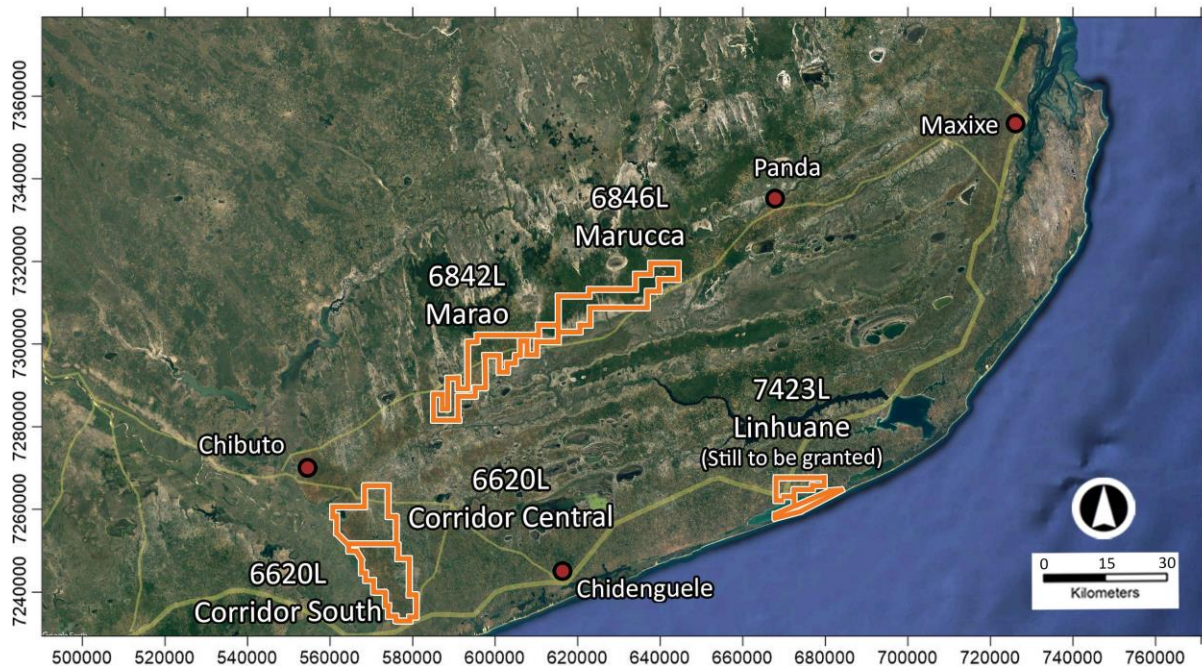 7360000
7340000
7320000
7300000
7280000
7260000
7240000
Maxixe
Panda
6846L
Marucca
6842L
Marao
7423L
Linhuane
(Still to be granted)
Chibuto
6620L
Corridor Central
6620L
Corridor South
Chidenguele
0 15 30
Kilometers
500000 520000 540000 560000 580000 600000 620000 640000 660000 680000 700000 720000 740000 760000